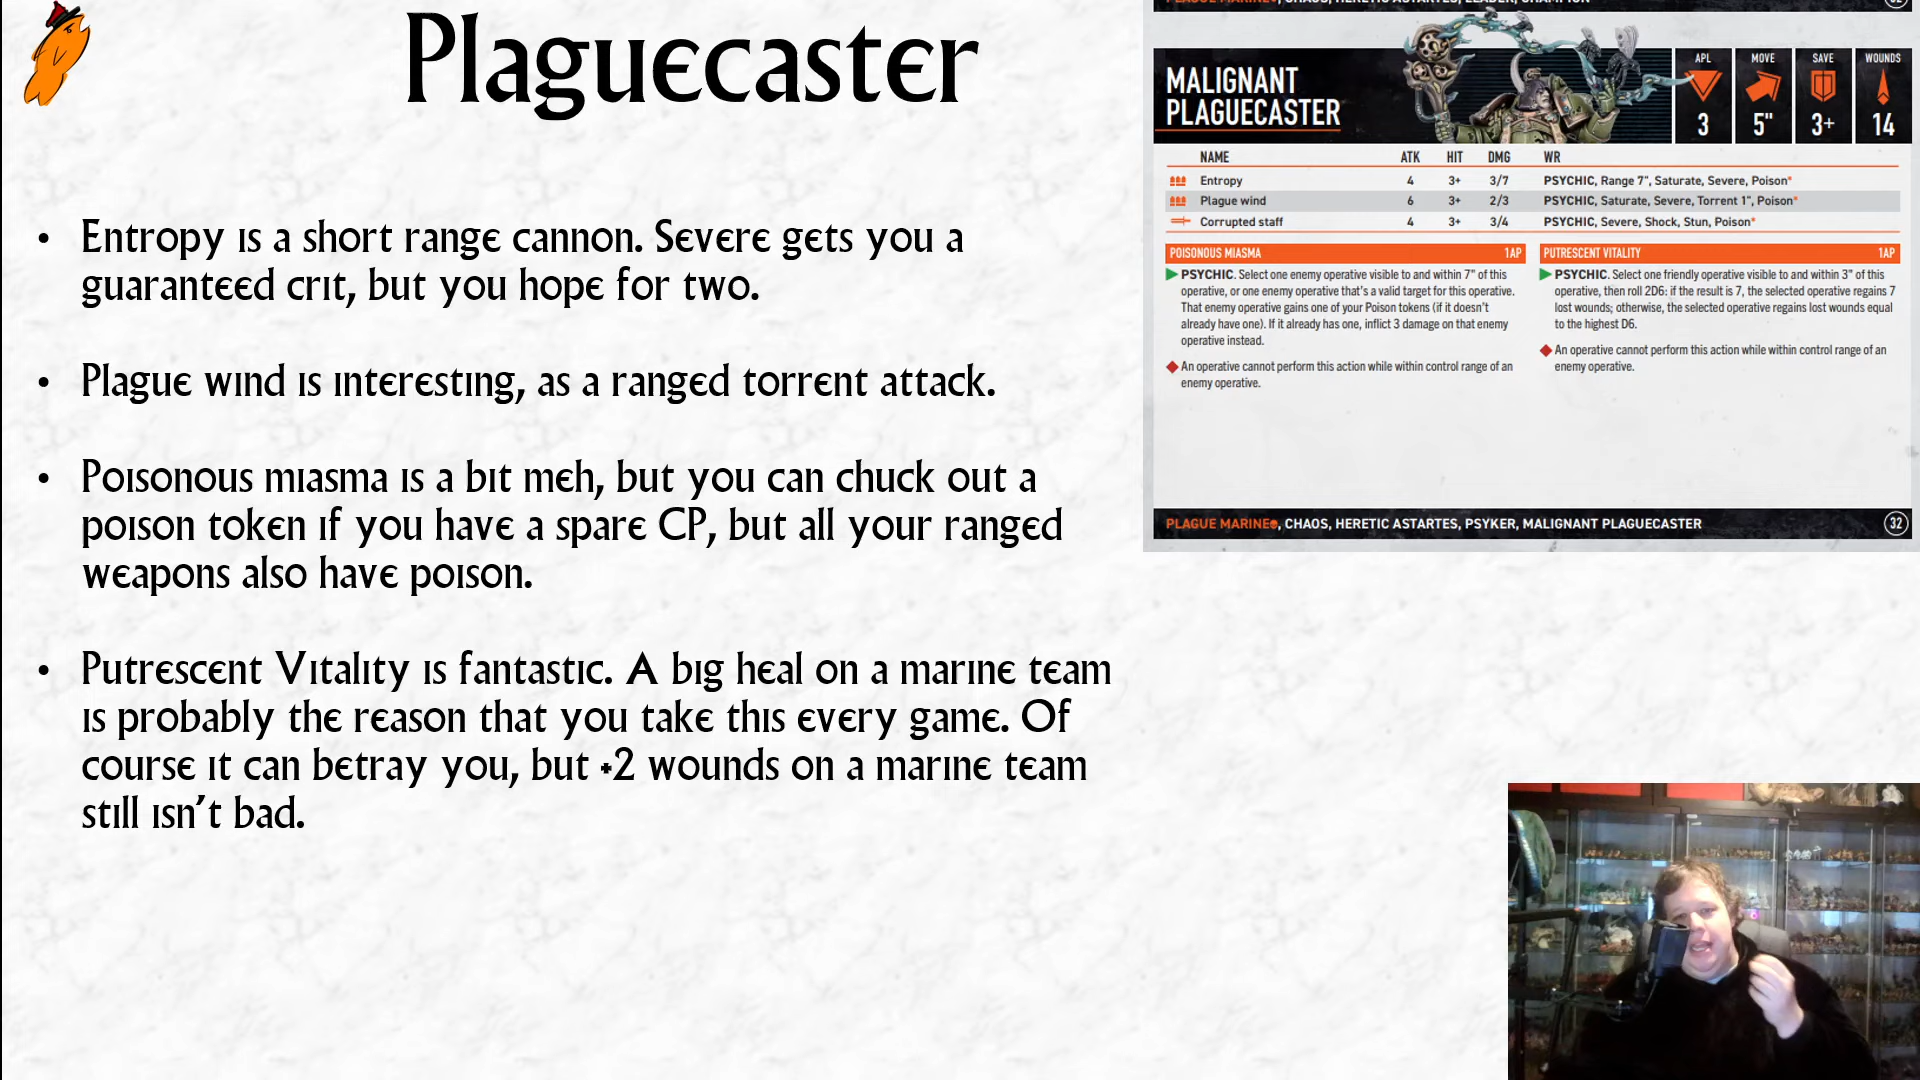 Plaguecaster
• Entropy is a short range cannon. Severe gets you a
guaranteed crit, but you hope for two.
• Plague wind is interesting, as a ranged torrent attack.
• Poisonous miasma is a bit meh, but you can chuck out a
poison token if you have a spare CP, but all your ranged
weapons also have poison.
• Putrescent Vitality is fantastic. A big heal on a marine team
is probably the reason that you take this every game. Of
course it can betray you, but +2 wounds on a marine team
still isn't bad.
PLAGUE MARINE, CHAOS, HERETIC ASTARTES, LEADER, CHAMPION
MALIGNANT
PLAGUECASTER
APL MOVE SAVE WOUNDS
3 5" 3+ 14
NAME ATK HIT DMG WR
Entropy 4 3+ 3/7 PSYCHIC, Range 7", Saturate, Severe, Poison*
Plague wind 6 3+ 2/3 PSYCHIC, Saturate, Severe, Torrent 1", Poison*
Corrupted staff 4 3+ 3/4 PSYCHIC, Severe, Shock, Stun, Poison*
POISONOUS MIASMA 1AP
PSYCHIC. Select one enemy operative visible to and within 7" of this
operative, or one enemy operative that's a valid target for this operative.
That enemy operative gains one of your Poison tokens (if it doesn't
already have one). If it already has one, inflict 3 damage on that enemy
operative instead.
An operative cannot perform this action while within control range of an
enemy operative.
PUTRESCENT VITALITY 1AP
PSYCHIC. Select one friendly operative visible to and within 3" of this
operative, then roll 2D6: if the result is 7, the selected operative regains 7
lost wounds; otherwise, the selected operative regains lost wounds equal
to the highest D6.
An operative cannot perform this action while within control range of an
enemy operative.
PLAGUE MARINE, CHAOS, HERETIC ASTARTES, PSYKER, MALIGNANT PLAGUECASTER 32